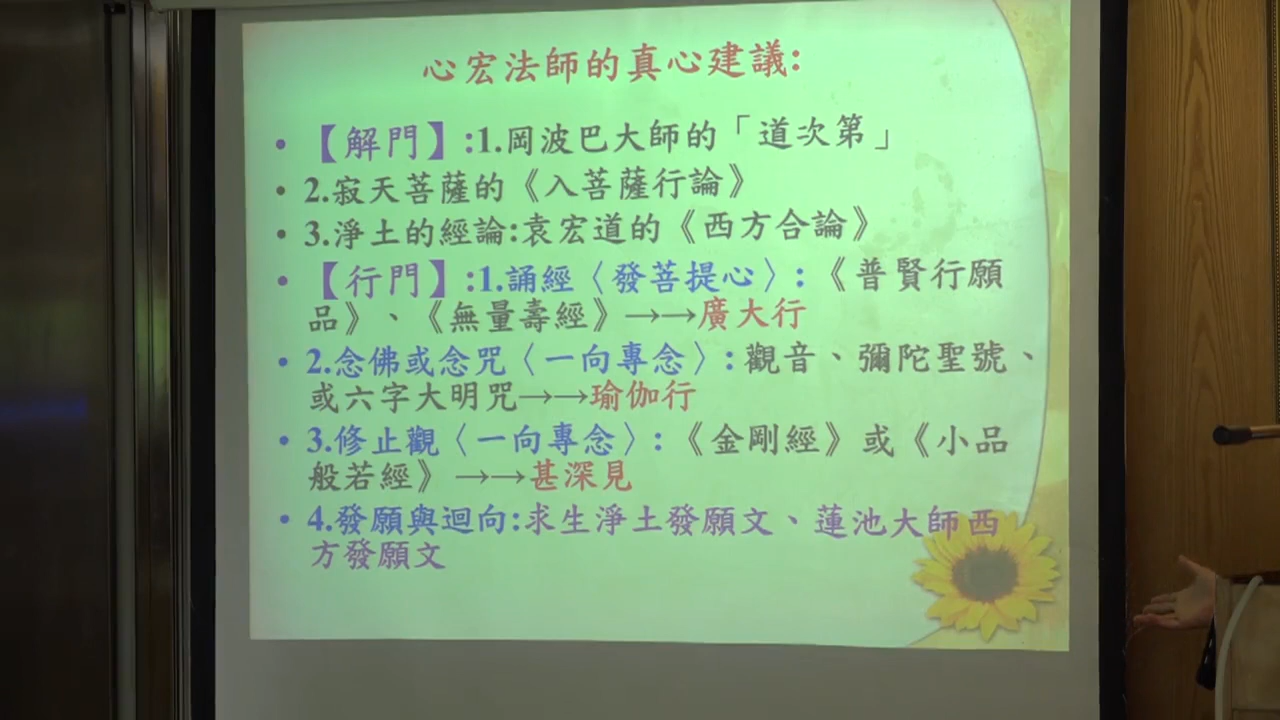 心宏法師的真心建議:
• 【解門】:1.岡波巴大師的「道次第」
• 2.寂天菩薩的《入菩薩行論》
• 3.淨土的經論:袁宏道的《西方合論》
• 【行門】:1.誦經〈發菩提心〉:《普賢行願
品》、《無量壽經》→→廣大行
• 2.念佛或念咒〈一向專念〉:觀音、彌陀聖號、
或六字大明咒→→瑜伽行
• 3.修止觀〈一向專念〉:《金剛經》或《小品
般若經》→→甚深見
• 4.發願與迴向:求生淨土發願文、蓮池大師西
方發願文